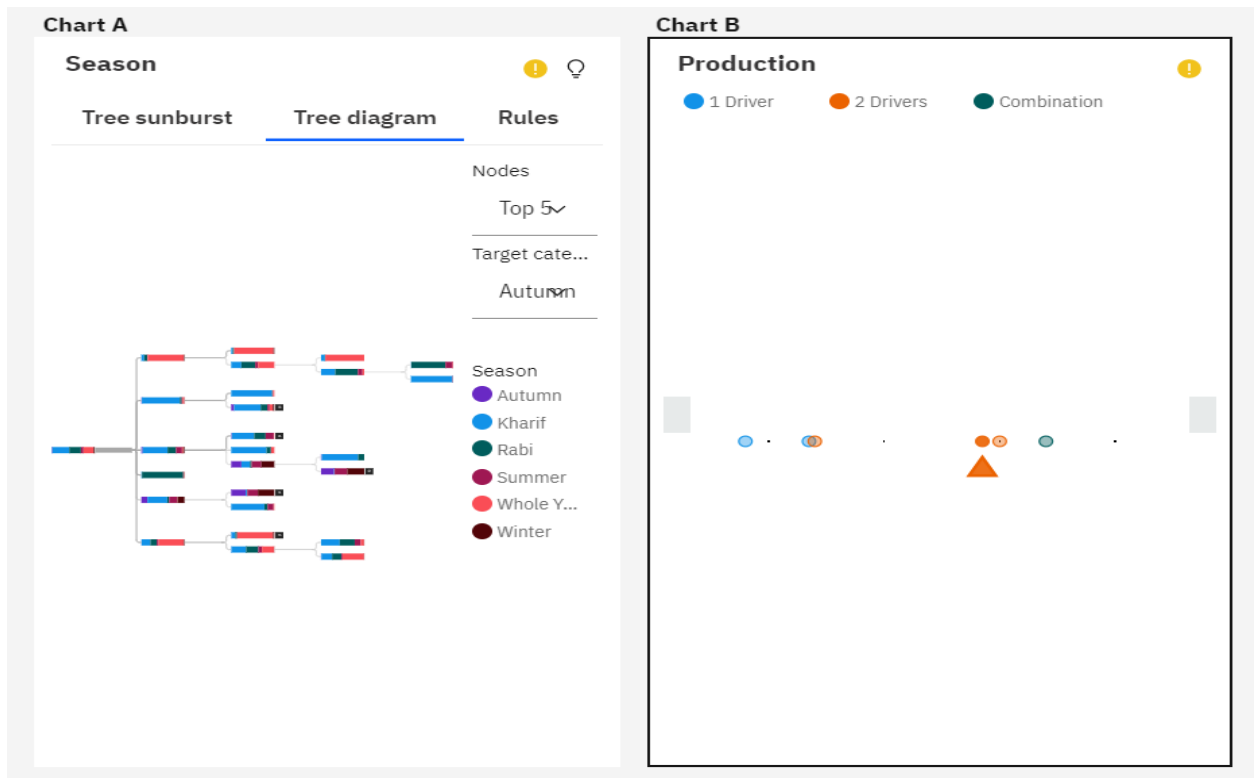 Chart A
Season
Tree sunburst
Tree diagram
Rules
Nodes
Top 5
Target cate...
Autumn
Season
Autumn
Kharif
Rabi
Summer
Whole Y...
Winter
Chart B
Production
1 Driver
2 Drivers
Combination